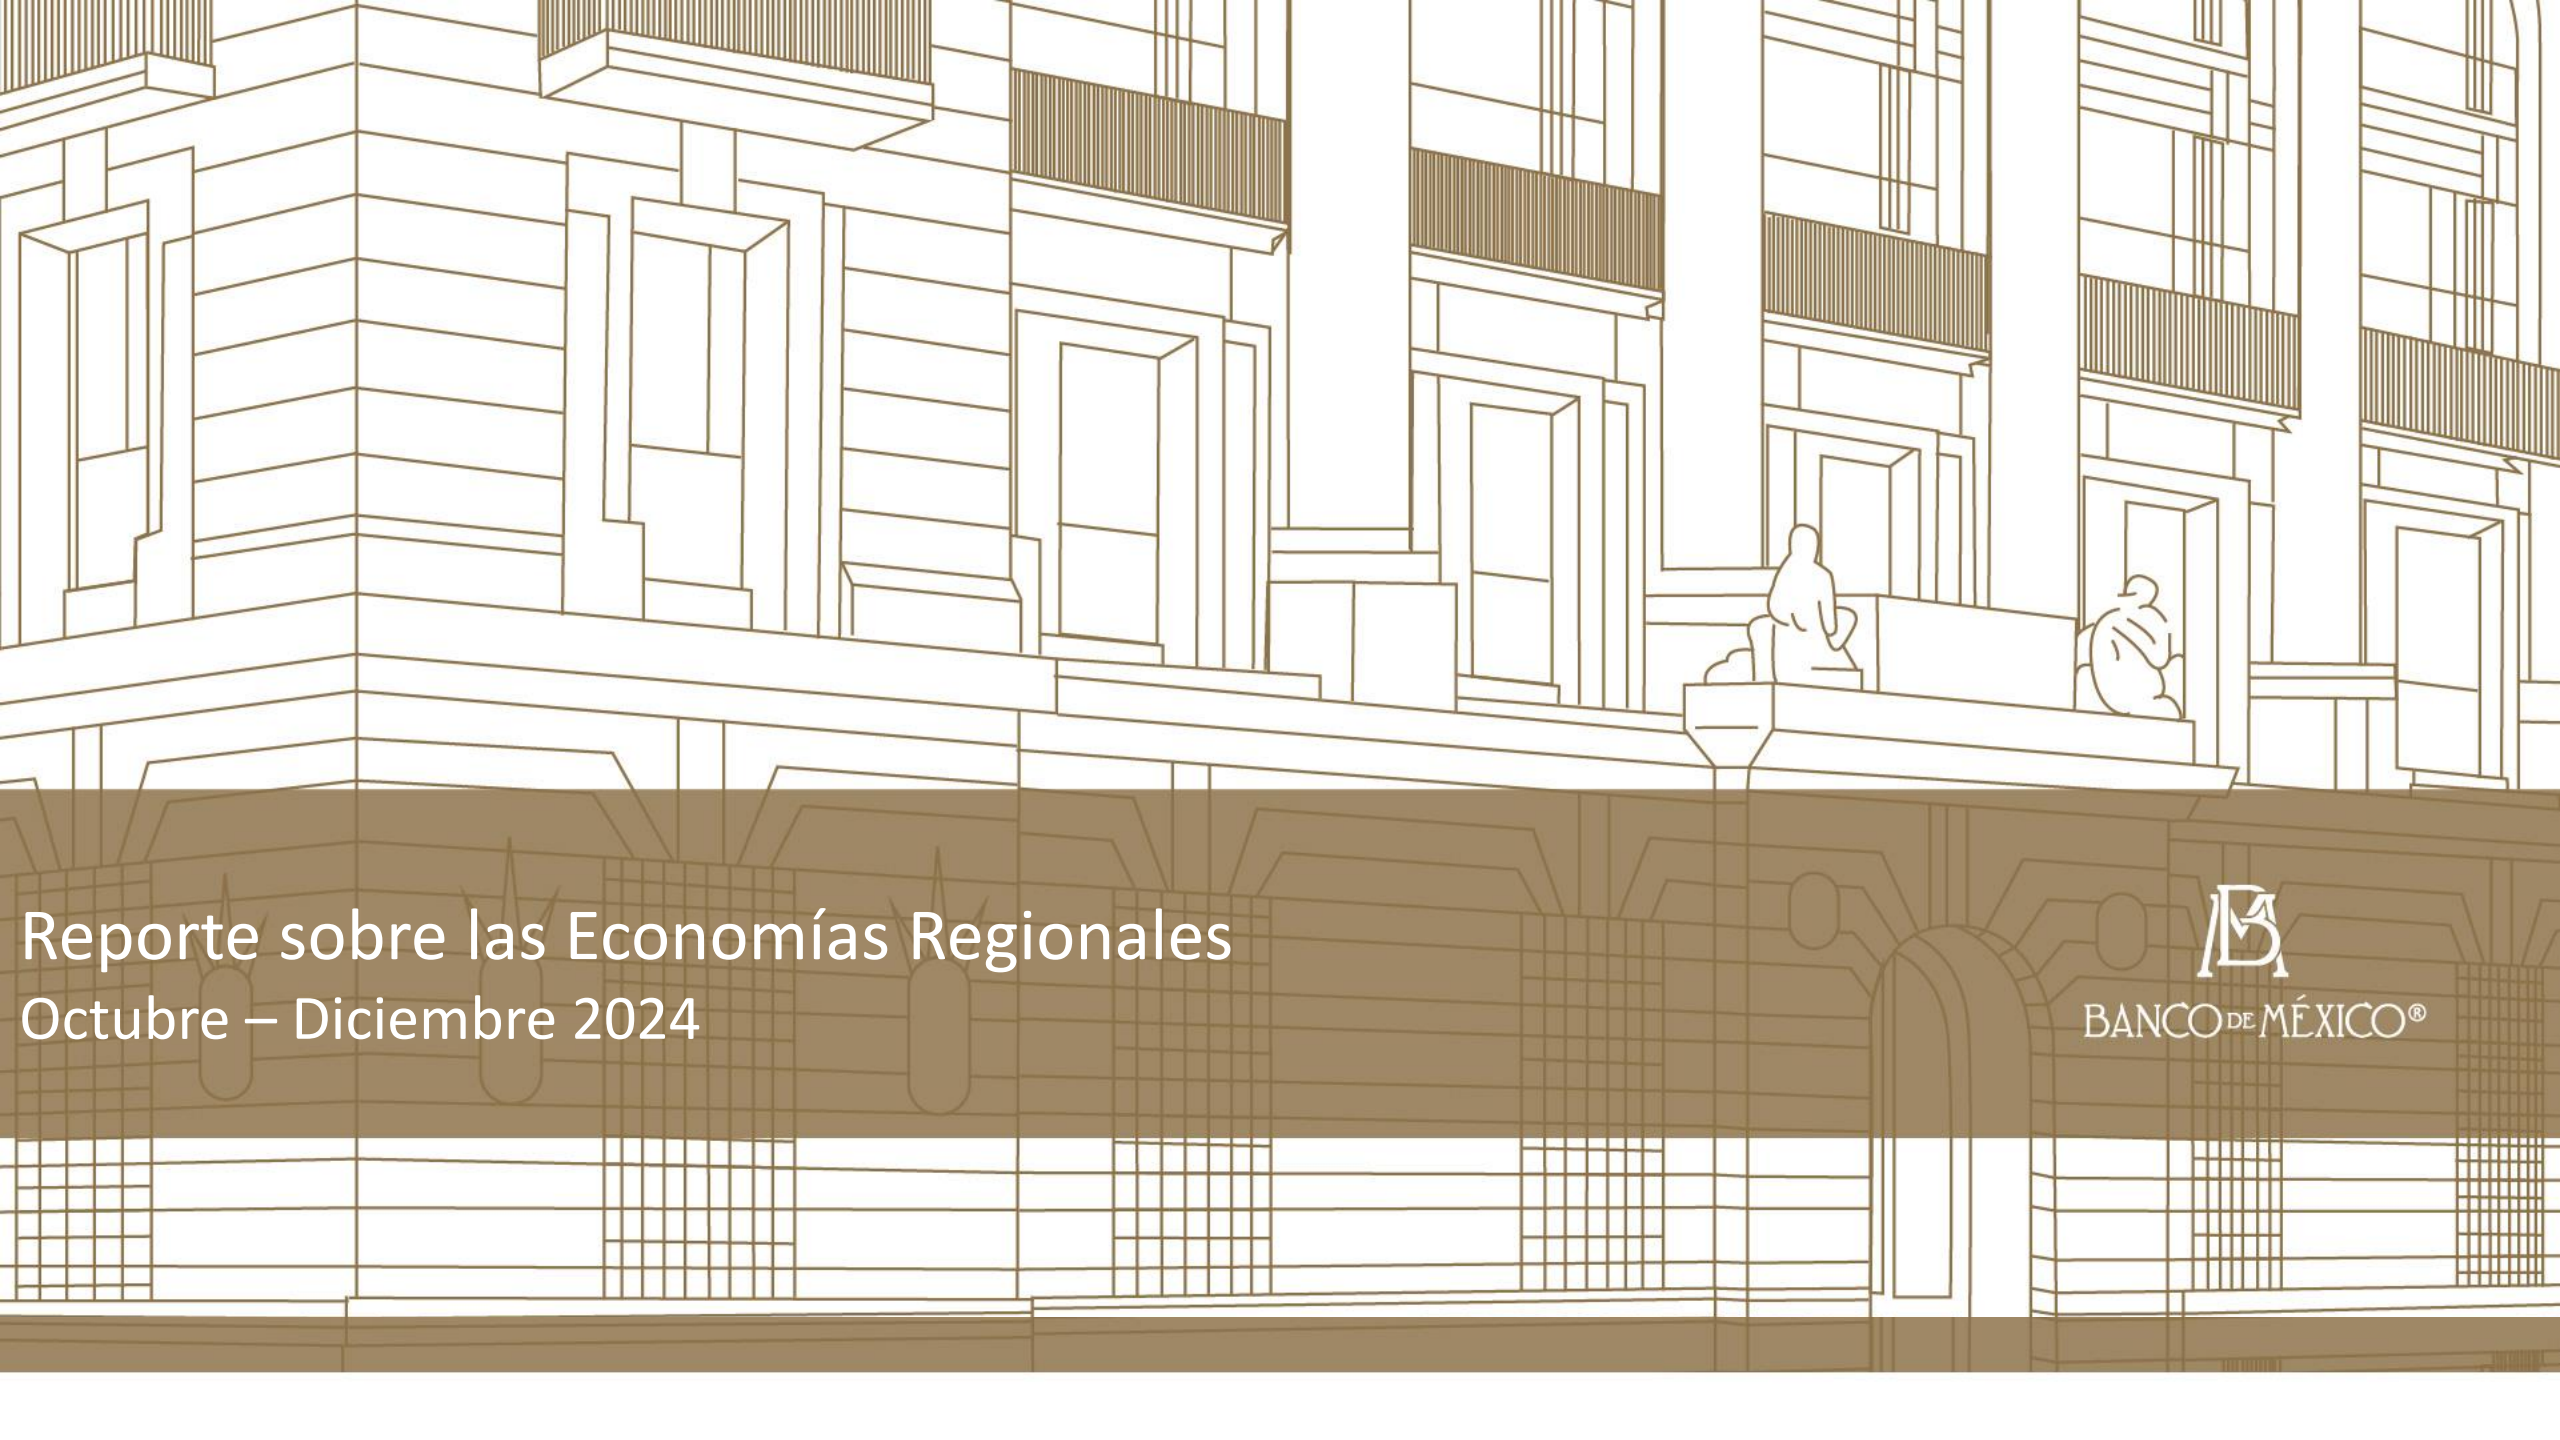 Reporte sobre las Economías Regionales
Octubre – Diciembre 2024
BANCO DE MÉXICO®